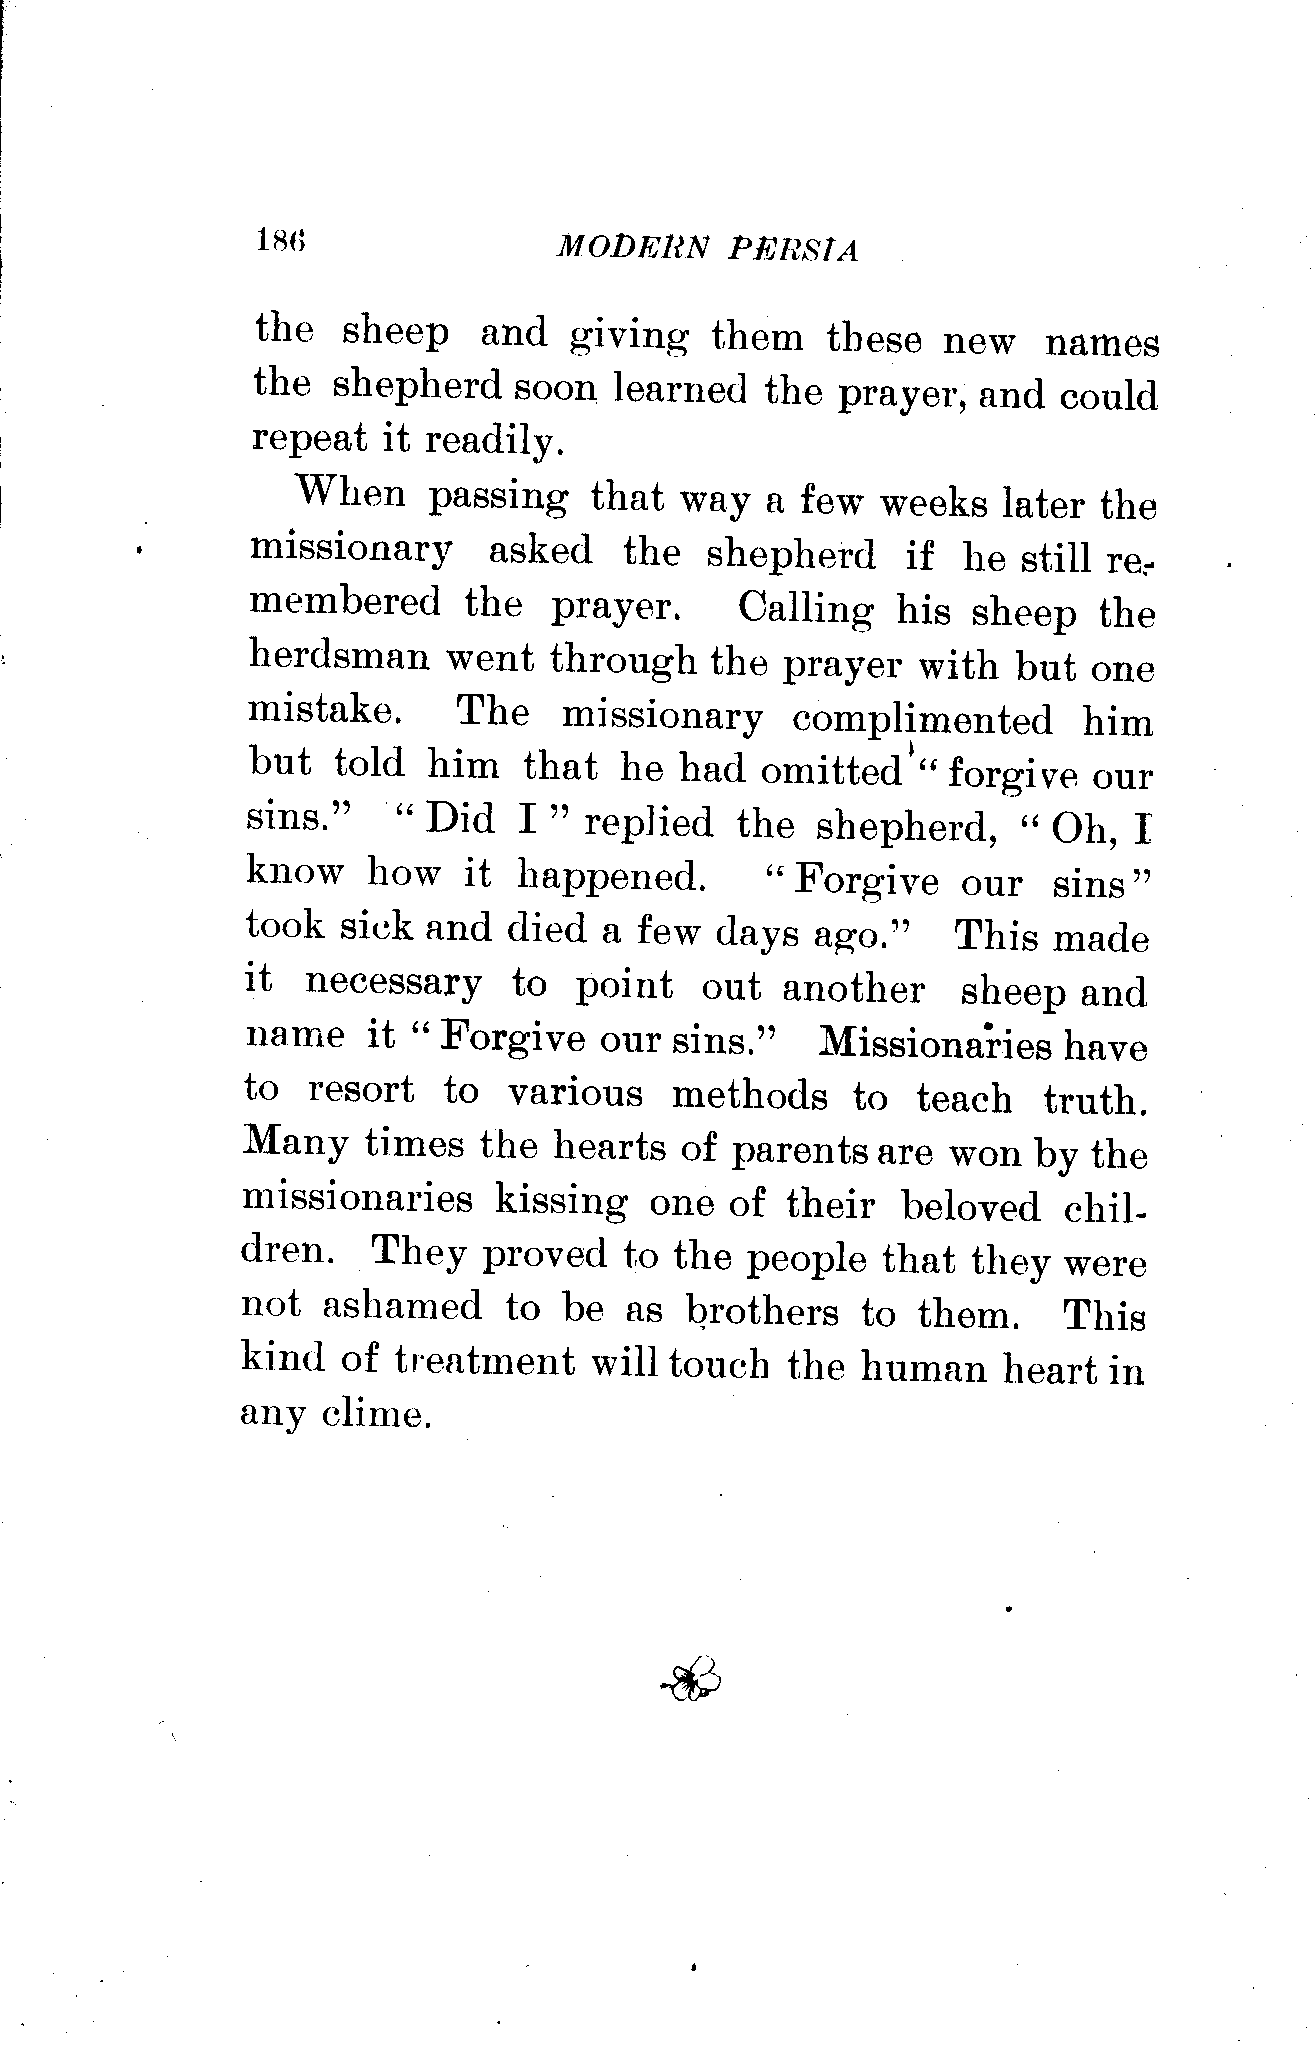 186 MODERN PERSIA
the sheep and giving them these new names
the shepherd soon learned the prayer, and could
repeat it readily.
When passing that way a few weeks later the
missionary asked the shepherd if he still re-
membered the prayer. Calling his sheep the
herdsman went through the prayer with but one
mistake. The missionary complimented him
but told him that he had omitted “ forgive our
sins.” “ Did I ” replied the shepherd, “ Oh, I
know how it happened. “ Forgive our sins”
took sick and died a few days ago.” This made
it necessary to point out another sheep and
name it “ Forgive our sins.” Missionaries have
to resort to various methods to teach truth.
Many times the hearts of parents are won by the
missionaries kissing one of their beloved chil-
dren. They proved to the people that they were
not ashamed to be as brothers to them. This
kind of treatment will touch the human heart in
any clime.